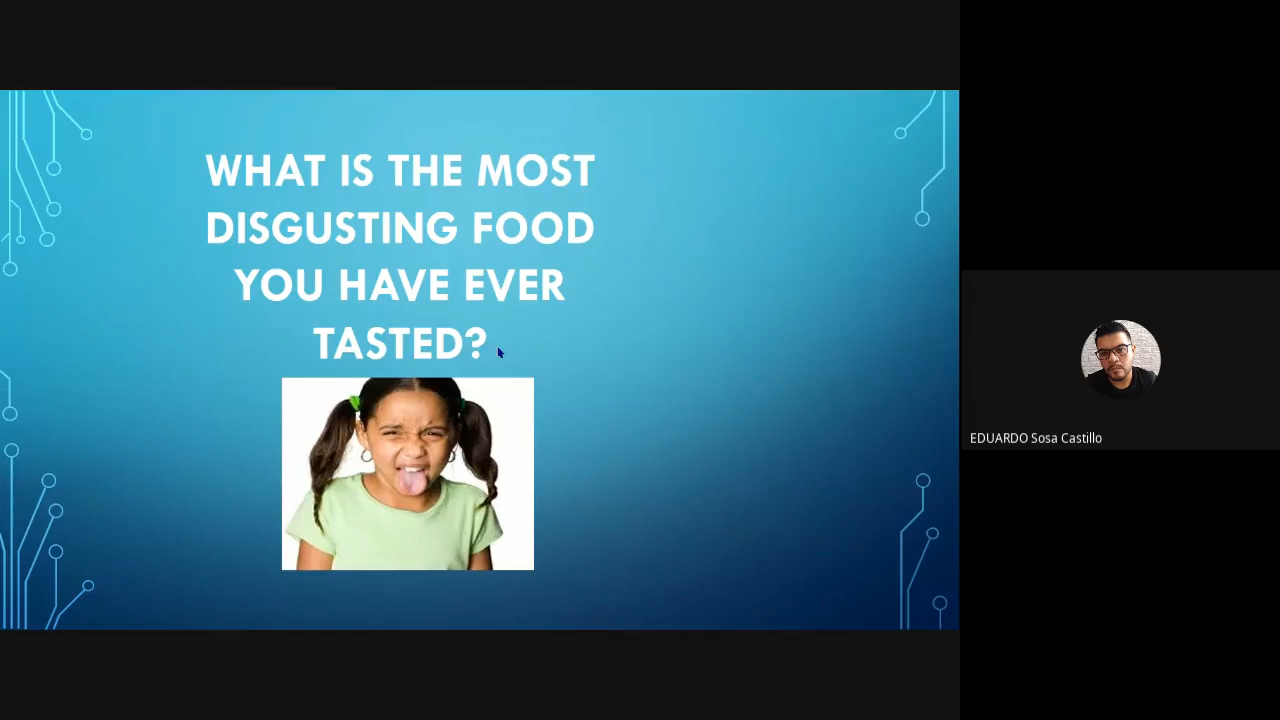 WHAT IS THE MOST
DISGUSTING FOOD
YOU HAVE EVER
TASTED?
EDUARDO Sosa Castillo